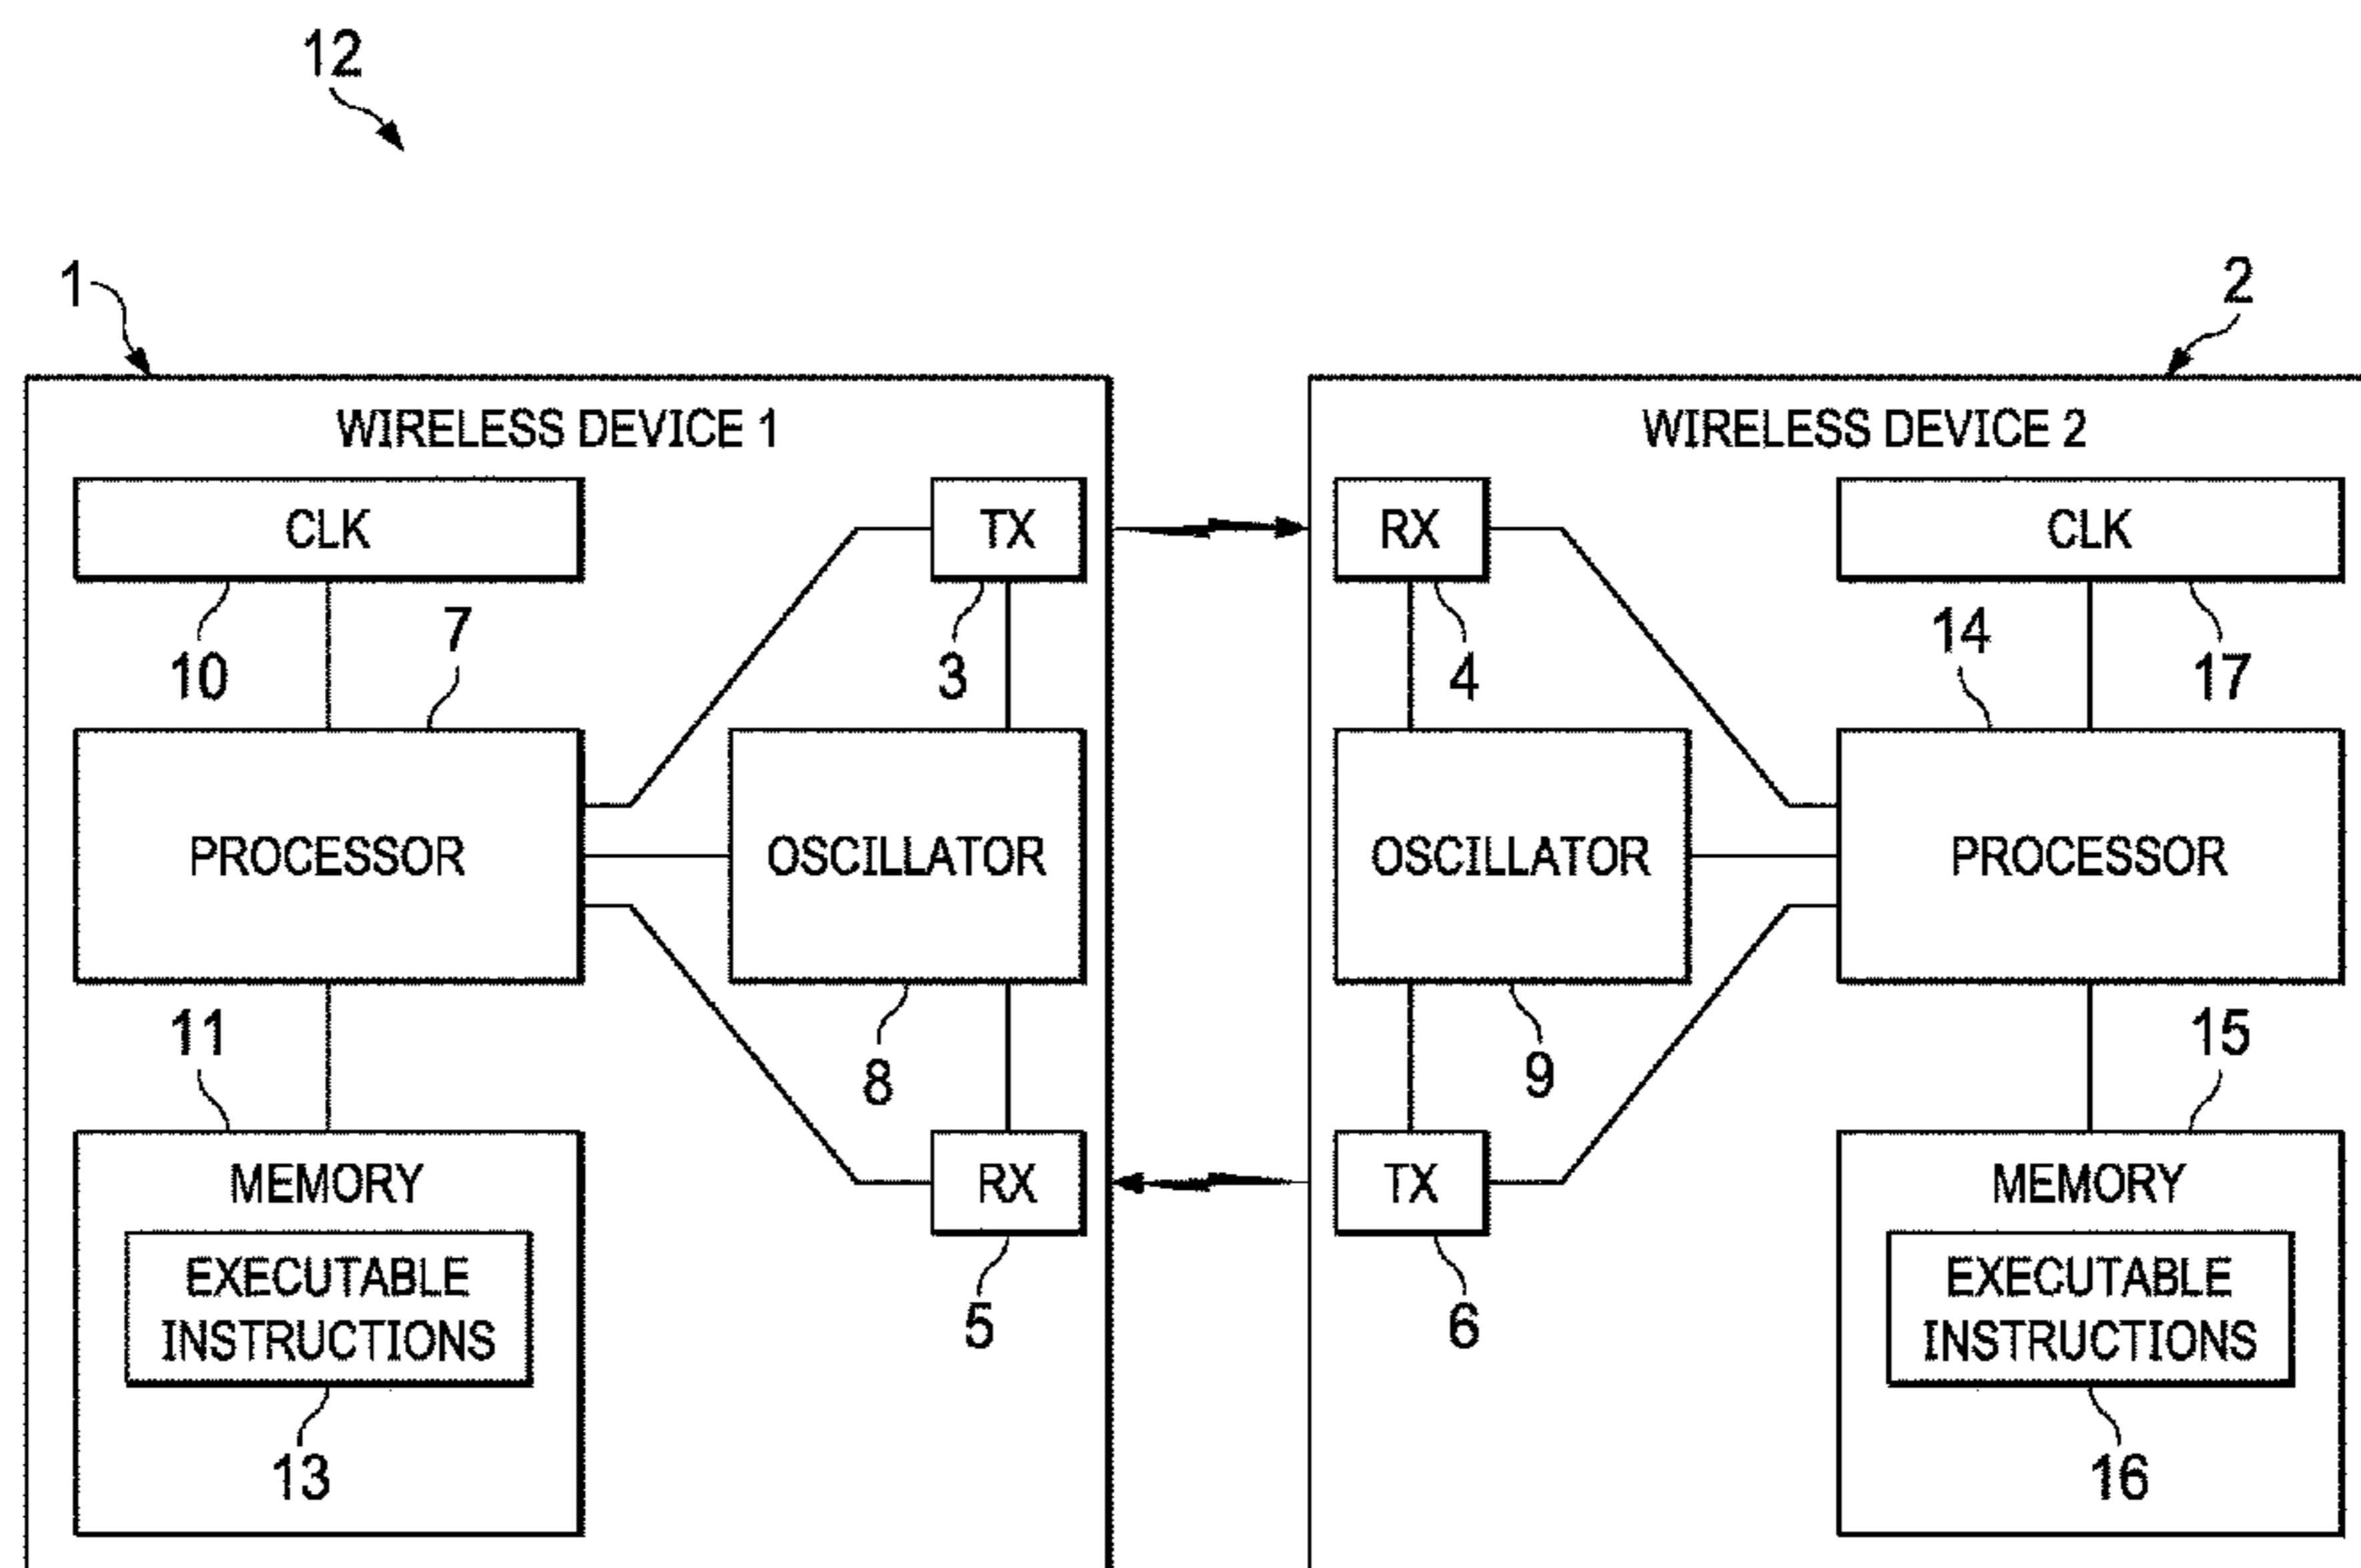 12
1
2
WIRELESS DEVICE 1
WIRELESS DEVICE 2
CLK
TX
RX
CLK
10
7
3
4
14
17
PROCESSOR
OSCILLATOR
OSCILLATOR
PROCESSOR
11
8
9
15
MEMORY
RX
TX
MEMORY
EXECUTABLE
INSTRUCTIONS
EXECUTABLE
INSTRUCTIONS
5
6
13
16